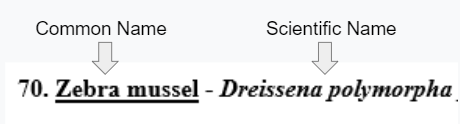 Common Name Scientific Name
70. Zebra mussel - Dreissena polymorpha